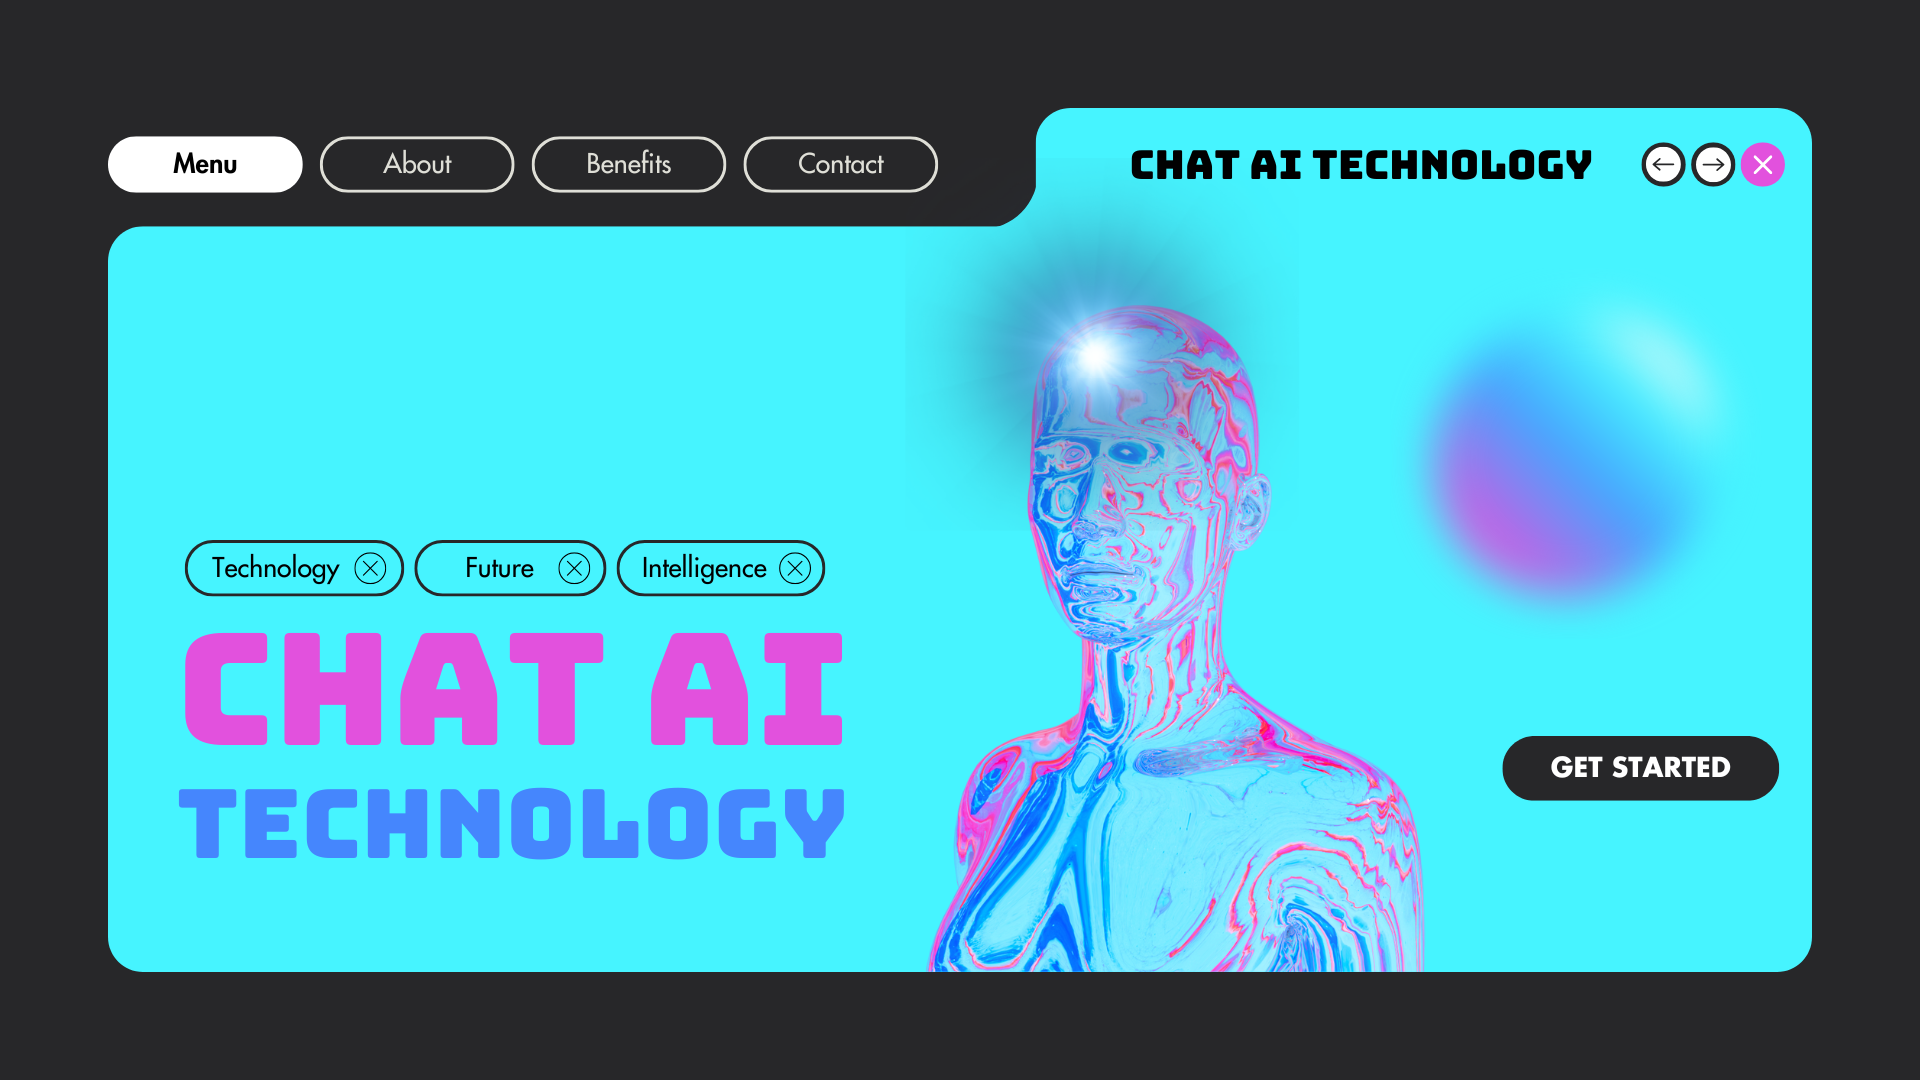 Menu About Benefits Contact
CHAT AI TECHNOLOGY
Technology Future Intelligence
CHAT AI
TECHNOLOGY
GET STARTED